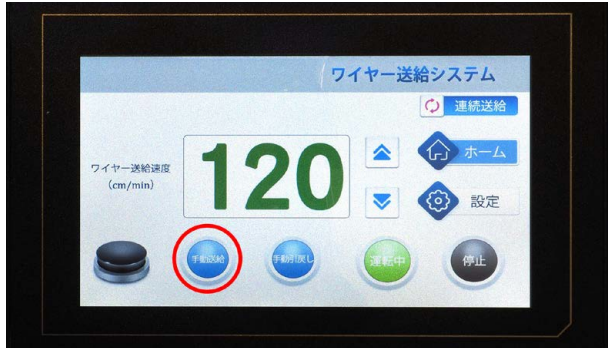 ワイヤー送給システム
連続送給
ホーム
ワイヤー送給速度
(cm/min)
120
設定
手動送給
手動引戻し
運転中
停止